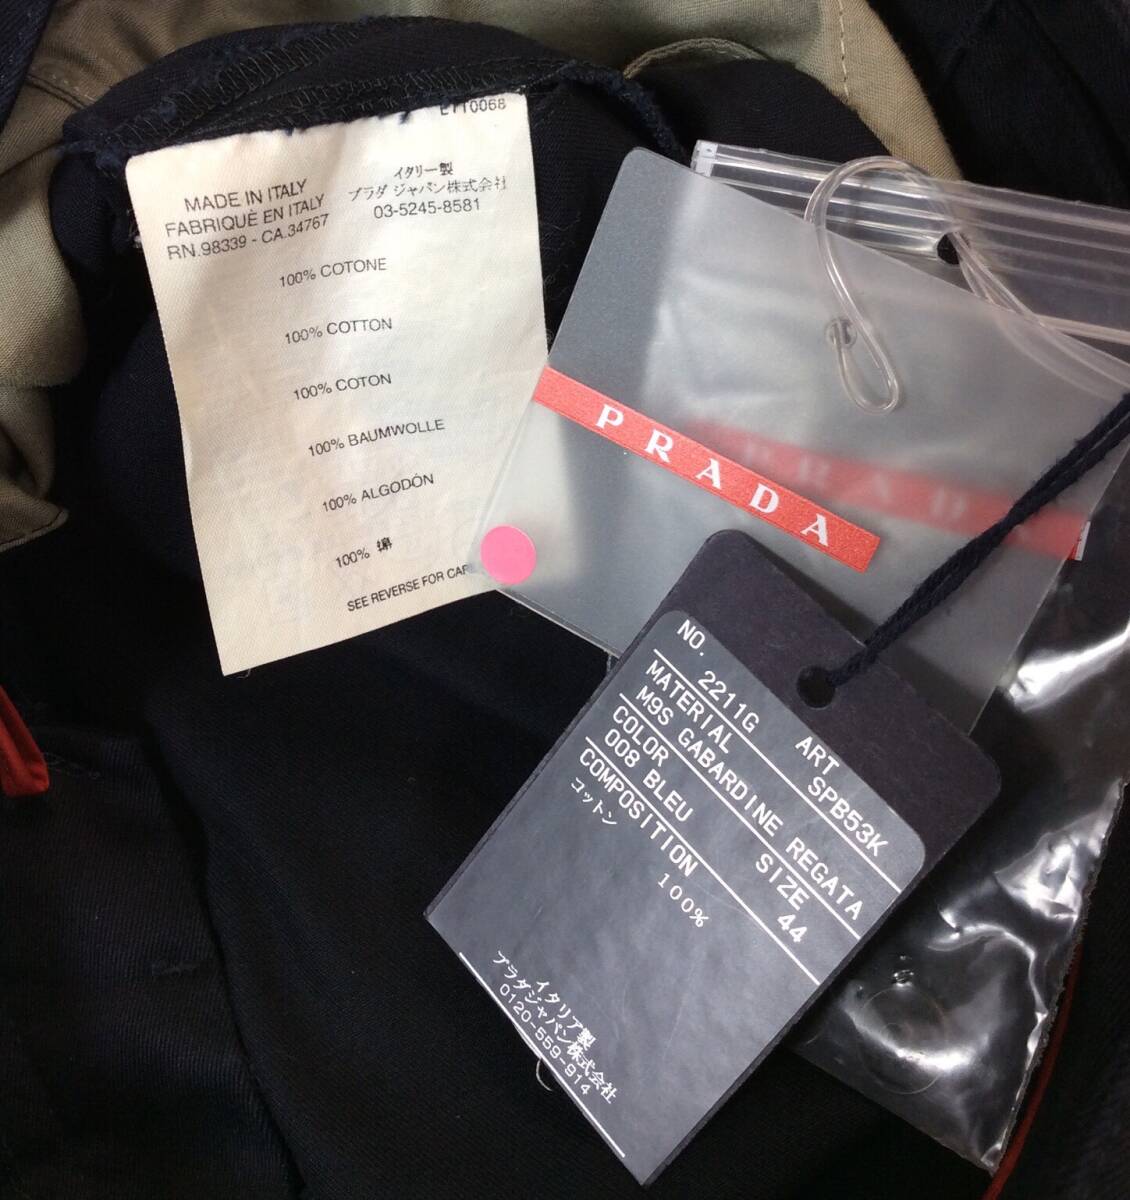 E110068
MADE IN ITALY
FABRIQUÈ EN ITALY
RN.98339 - CA.34767
イタリー製
プラダ ジャパン株式会社
03-5245-8581
100% COTONE
100% COTTON
100% COTON
100% BAUMWOLLE
100% ALGODÓN
100% 綿
SEE REVERSE FOR CAR
PRADA
PRADA
NO. 2211G ART SPB53K
MATERIAL
M9S GABARDINE REGATA
COLOR SIZE
008 BLEU 44
COMPOSITION
コットン 100%
イタリア製
プラダジャパン株式会社
0120-559-914